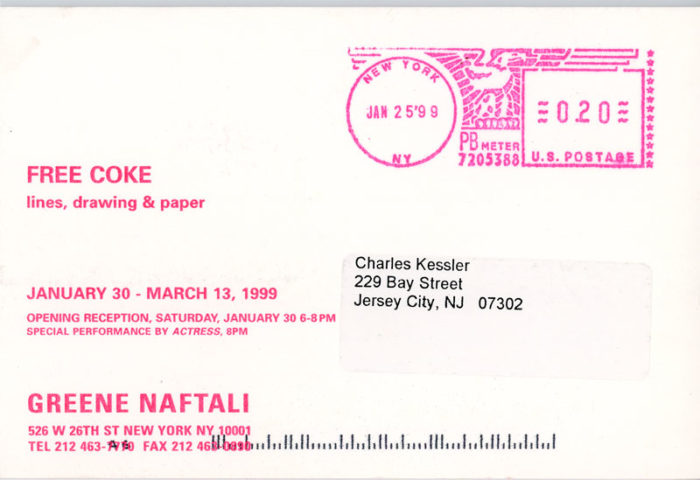 NEW YORK
JAN 25'99
NY
PB METER
7205388
0.20
U.S. POSTAGE
FREE COKE
lines, drawing & paper
Charles Kessler
229 Bay Street
Jersey City, NJ 07302
JANUARY 30 - MARCH 13, 1999
OPENING RECEPTION, SATURDAY, JANUARY 30 6-8PM
SPECIAL PERFORMANCE BY ACTRESS, 8PM
GREENE NAFTALI
526 W 26TH ST NEW YORK NY 10001
TEL 212 FAX 212